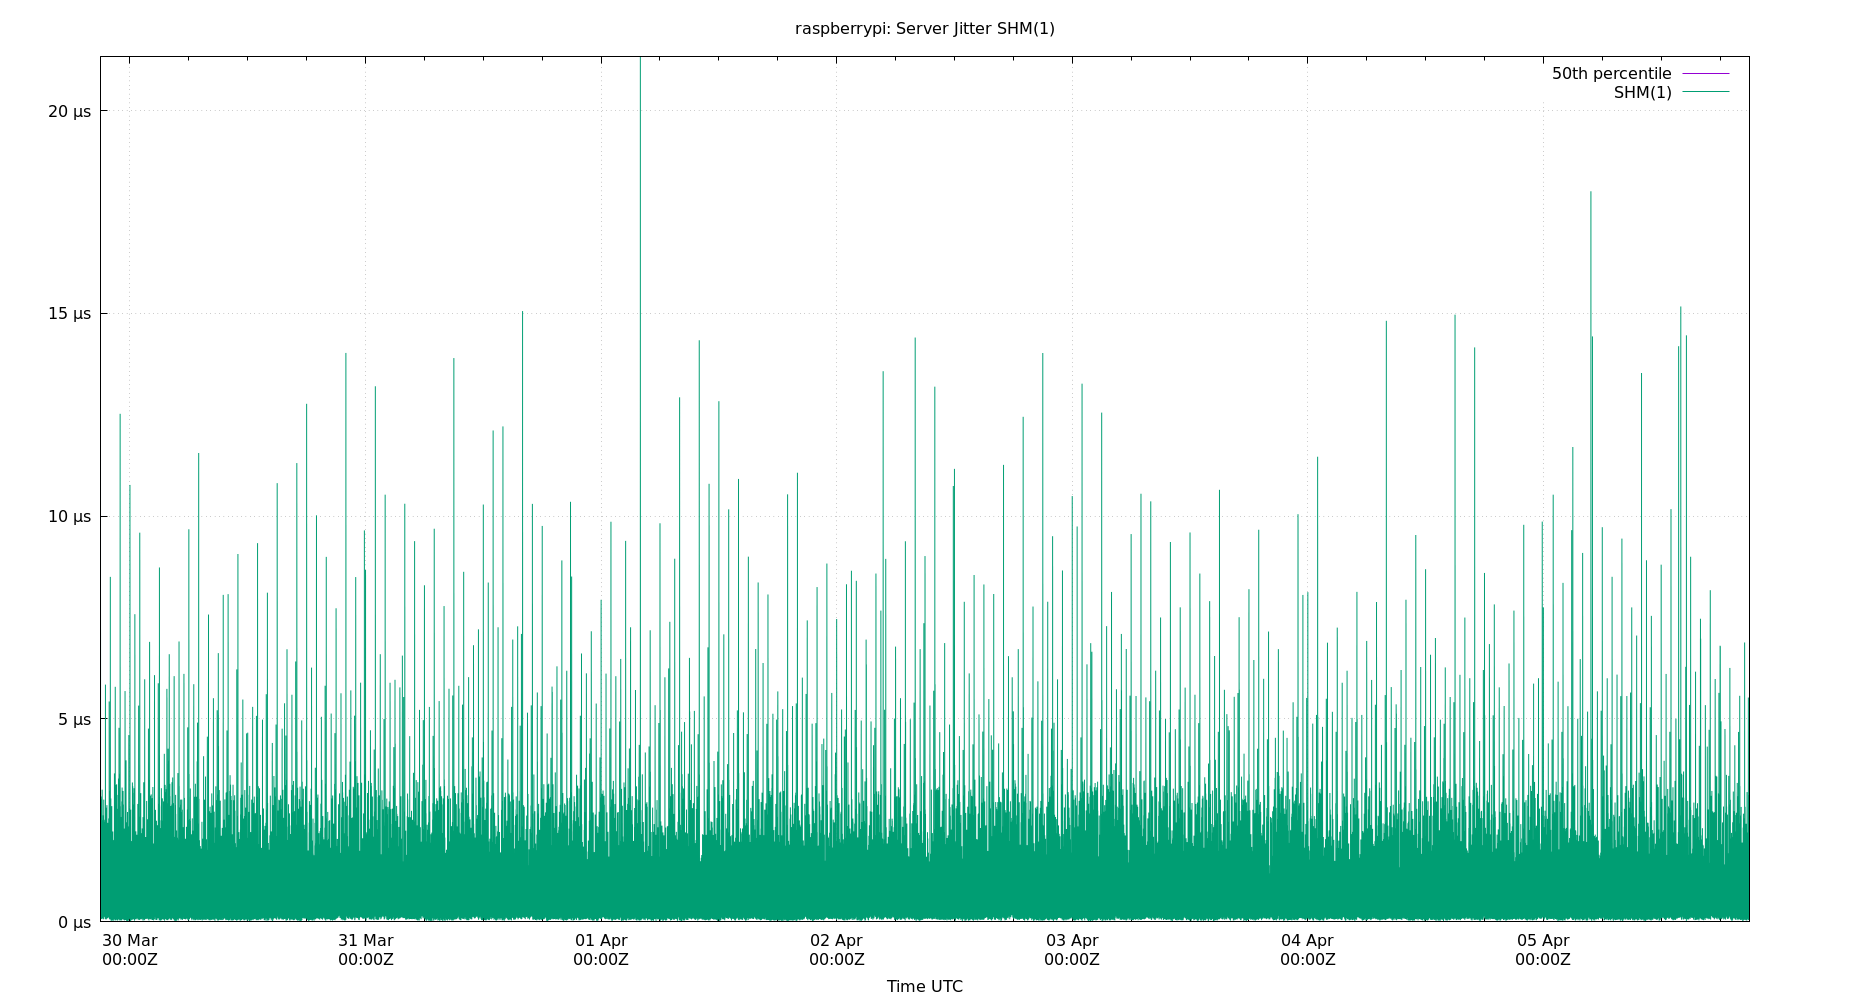 raspberrypi: Server Jitter SHM(1)
50th percentile
SHM(1)
20 µs
15 µs
10 µs
5 µs
0 µs
30 Mar 31 Mar 01 Apr 02 Apr 03 Apr 04 Apr 05 Apr
00:00Z 00:00Z 00:00Z 00:00Z 00:00Z 00:00Z 00:00Z
Time UTC